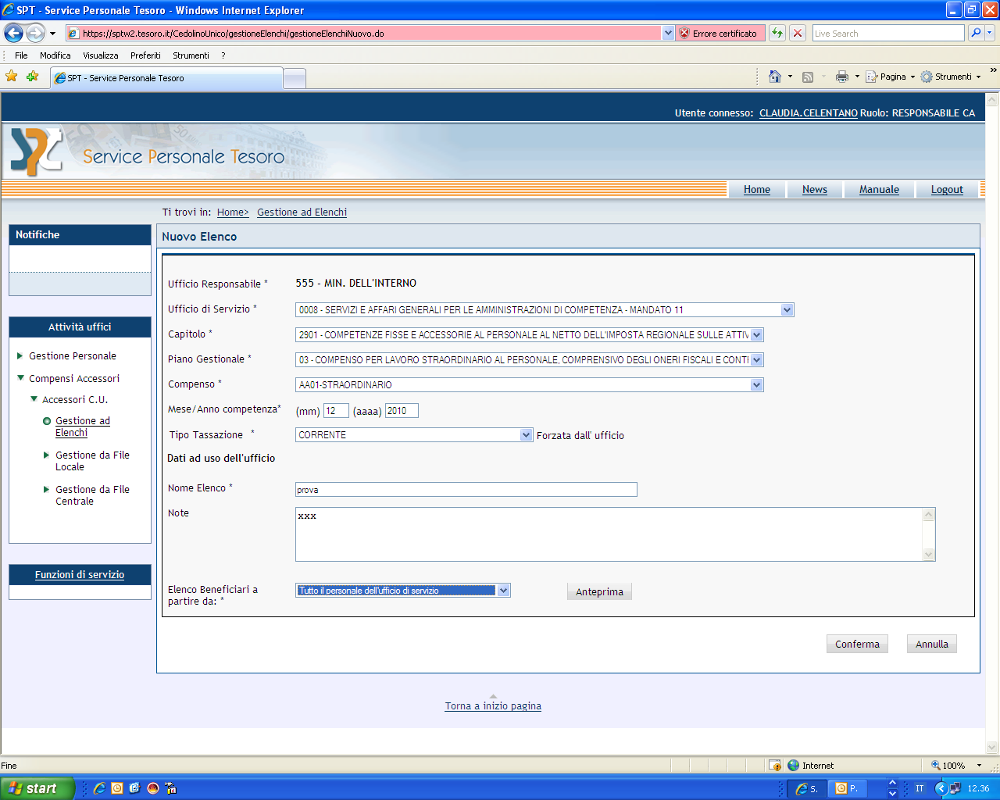 SPT - Service Personale Tesoro - Windows Internet Explorer
https://sptw2.tesoro.it/CedolinoUnico/gestioneElenchi/gestioneElenchiNuovo.do
Errore certificato
Live Search
File Modifica Visualizza Preferiti Strumenti ?
SPT - Service Personale Tesoro
Pagina Strumenti
Utente connesso: CLAUDIA.CELENTANO Ruolo: RESPONSABILE CA
Service Personale Tesoro
Home News Manuale Logout
Ti trovi in: Home> Gestione ad Elenchi
Notifiche
Attività uffici
Gestione Personale
Compensi Accessori
Accessori C.U.
Gestione ad
Elenchi
Gestione da File
Locale
Gestione da File
Centrale
Funzioni di servizio
Nuovo Elenco
Ufficio Responsabile * 555 - MIN. DELL'INTERNO
Ufficio di Servizio * 0008 - SERVIZI E AFFARI GENERALI PER LE AMMINISTRAZIONI DI COMPETENZA - MANDATO 11
Capitolo * 2901 - COMPETENZE FISSE E ACCESSORIE AL PERSONALE AL NETTO DELL'IMPOSTA REGIONALE SULLE ATTIV
Piano Gestionale * 03 - COMPENSO PER LAVORO STRAORDINARIO AL PERSONALE, COMPRENSIVO DEGLI ONERI FISCALI E CONTI
Compenso * AA01-STRAORDINARIO
Mese/Anno competenza* (mm) 12 (aaaa) 2010
Tipo Tassazione * CORRENTE Forzata dall' ufficio
Dati ad uso dell'ufficio
Nome Elenco * prova
Note xxx
Elenco Beneficiari a
partire da: * Tutto il personale dell'ufficio di servizio Anteprima
Conferma Annulla
Torna a inizio pagina
Fine Internet 100%
start S. P. IT 12.36